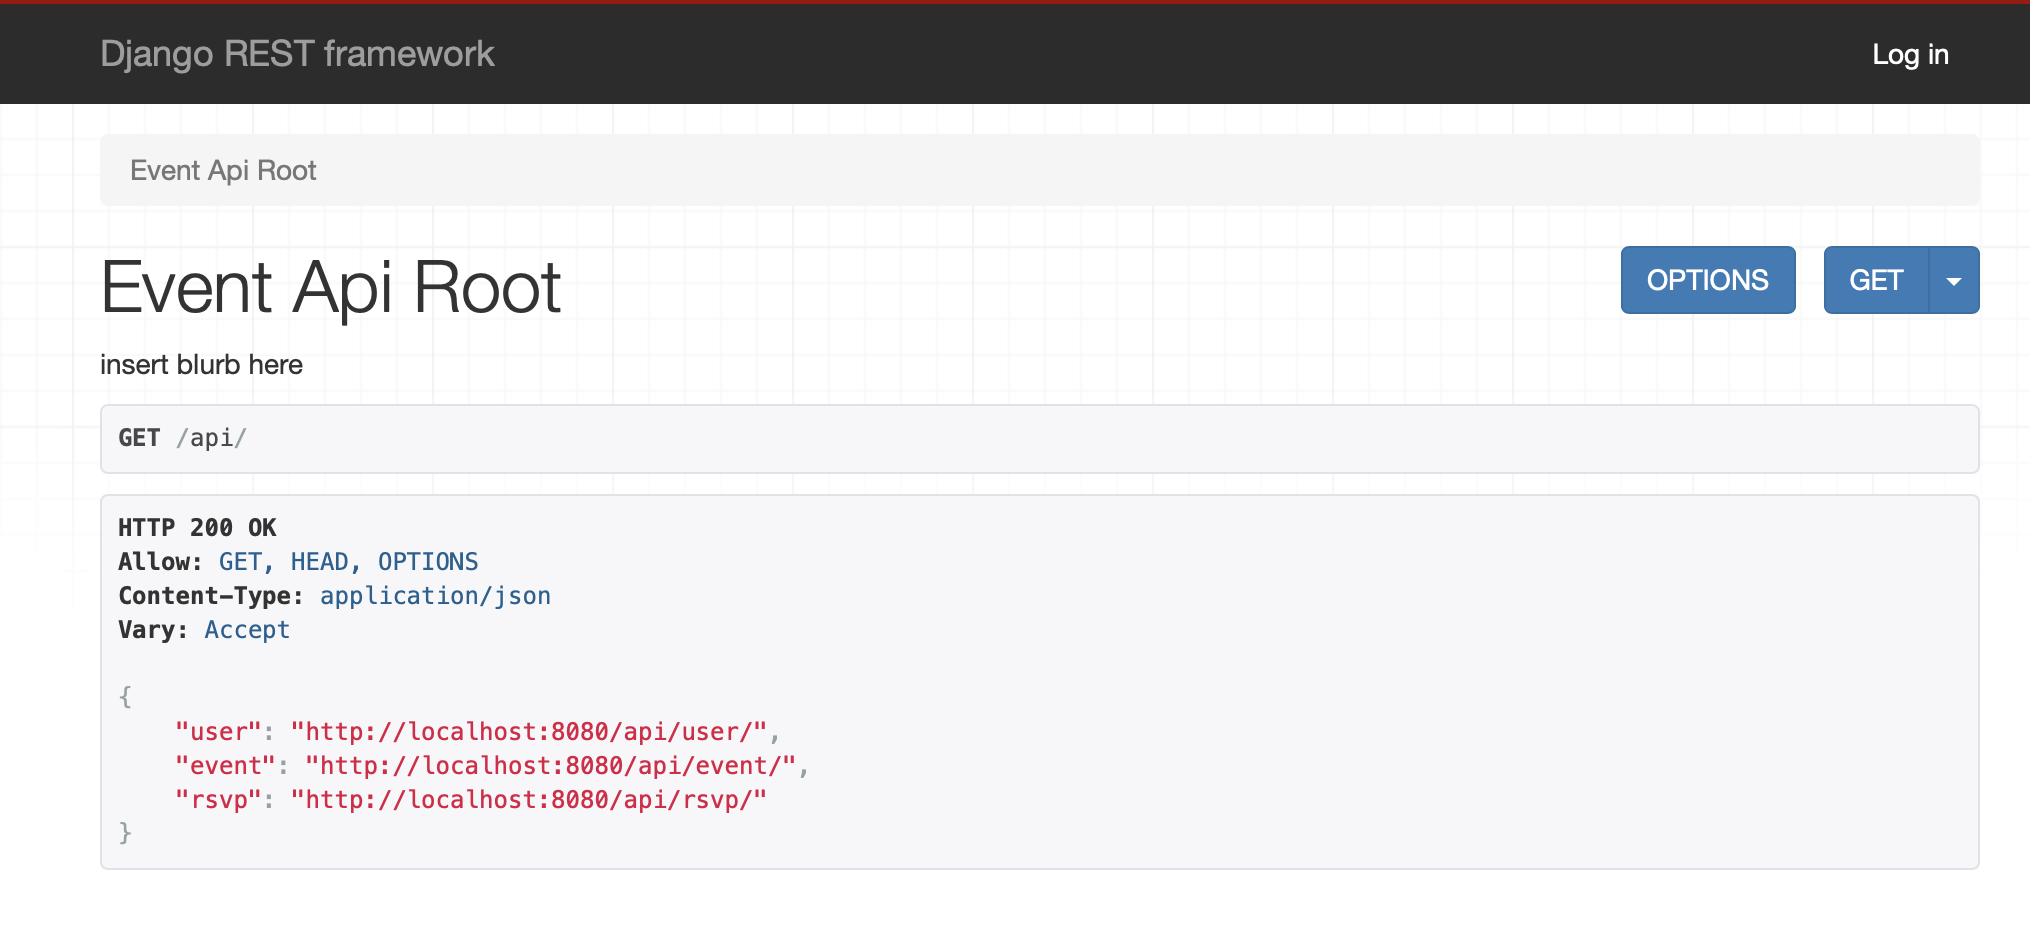 Django REST framework
Log in
Event Api Root
Event Api Root
OPTIONS
GET
insert blurb here
GET /api/
HTTP 200 OK
Allow: GET, HEAD, OPTIONS
Content-Type: application/json
Vary: Accept
{
    "user": "http://localhost:8080/api/user/",
    "event": "http://localhost:8080/api/event/",
    "rsvp": "http://localhost:8080/api/rsvp/"
}